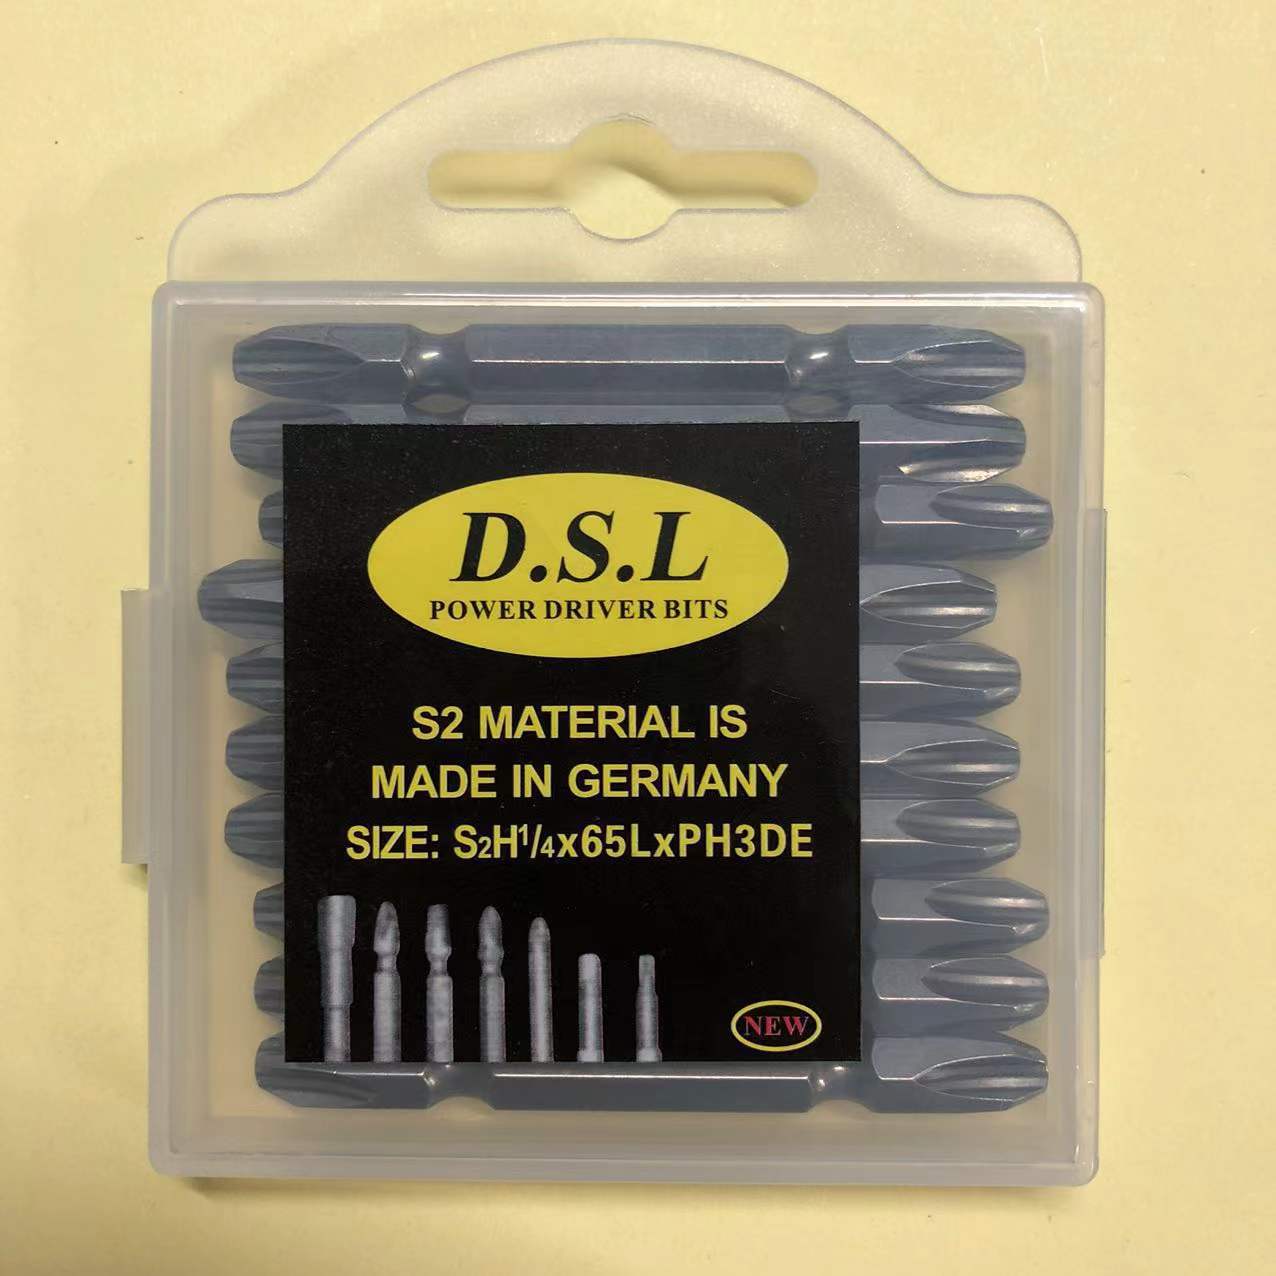 D.S.L
POWER DRIVER BITS
S2 MATERIAL IS
MADE IN GERMANY
SIZE: S2H1/4x65LxPH3DE
NEW